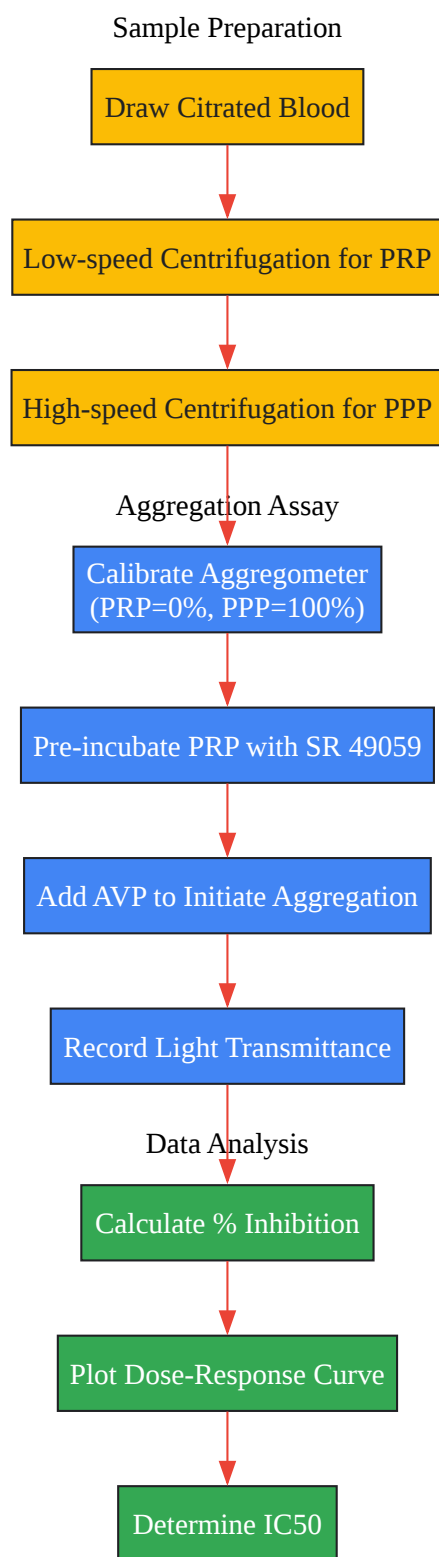 Sample Preparation
Draw Citrated Blood
Low-speed Centrifugation for PRP
High-speed Centrifugation for PPP
Aggregation Assay
Calibrate Aggregometer
(PRP=0%, PPP=100%)
Pre-incubate PRP with SR 49059
Add AVP to Initiate Aggregation
Record Light Transmittance
Data Analysis
Calculate % Inhibition
Plot Dose-Response Curve
Determine IC50